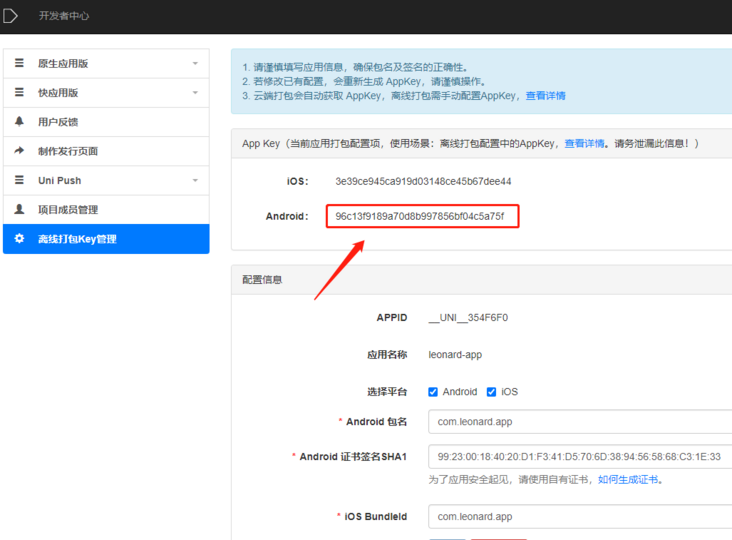 开发者中心
原生应用版
快应用版
用户反馈
制作发行页面
Uni Push
项目成员管理
离线打包Key管理
1. 请谨慎填写应用信息，确保包名及签名的正确性。
2. 若修改已有配置，会重新生成 AppKey，请谨慎操作。
3. 云端打包会自动获取 AppKey，离线打包需手动配置AppKey，查看详情
App Key（当前应用打包配置项，使用场景：离线打包配置中的AppKey，查看详情。请务泄漏此信息！）
iOS： 3e39ce945ca919d03148ce45b67dee44
Android： 96c13f9189a70d8b997856bf04c5a75f
配置信息
APPID __UNI__354F6F0
应用名称 leonard-app
选择平台 Android iOS
* Android 包名 com.leonard.app
* Android 证书签名SHA1 99:23:00:18:40:20:D1:F3:41:D5:70:6D:38:94:56:58:68:C3:1E:33
为了应用安全起见，请使用自有证书，如何生成证书。
* iOS BundleId com.leonard.app